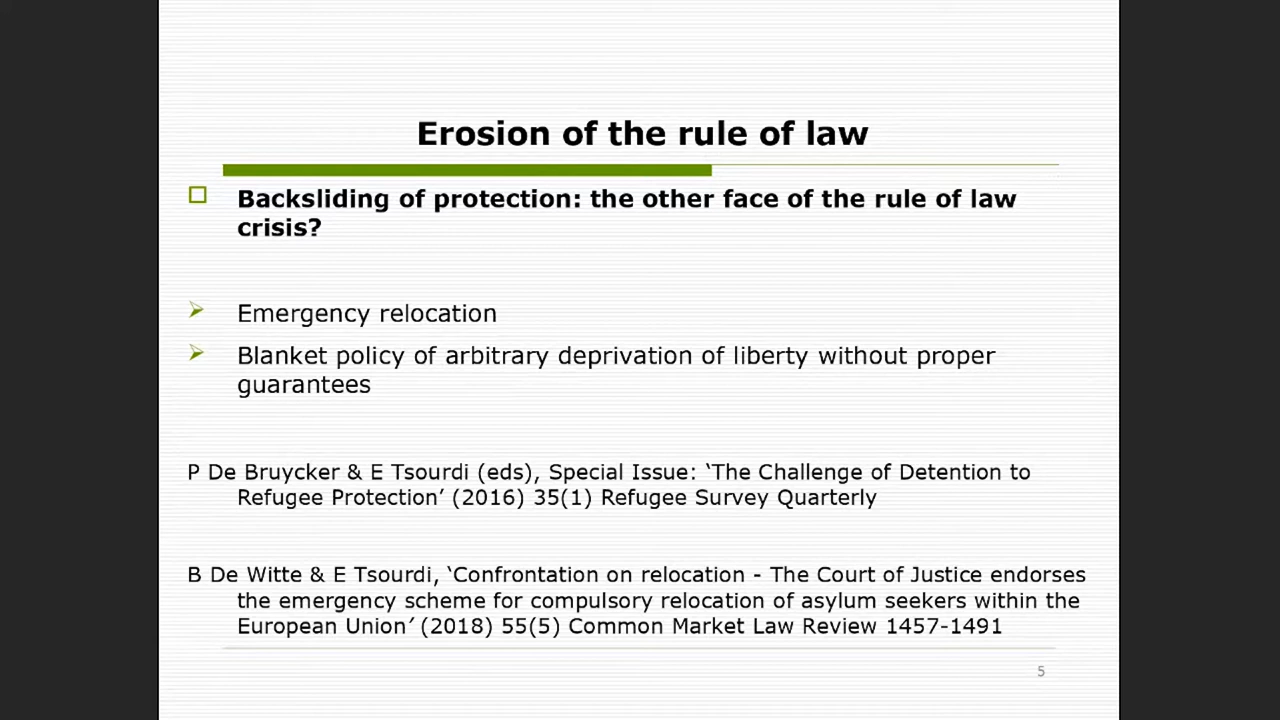 Erosion of the rule of law
Backsliding of protection: the other face of the rule of law
crisis?
Emergency relocation
Blanket policy of arbitrary deprivation of liberty without proper
guarantees
P De Bruycker & E Tsourdi (eds), Special Issue: ‘The Challenge of Detention to
Refugee Protection’ (2016) 35(1) Refugee Survey Quarterly
B De Witte & E Tsourdi, ‘Confrontation on relocation - The Court of Justice endorses
the emergency scheme for compulsory relocation of asylum seekers within the
European Union’ (2018) 55(5) Common Market Law Review 1457-1491
5